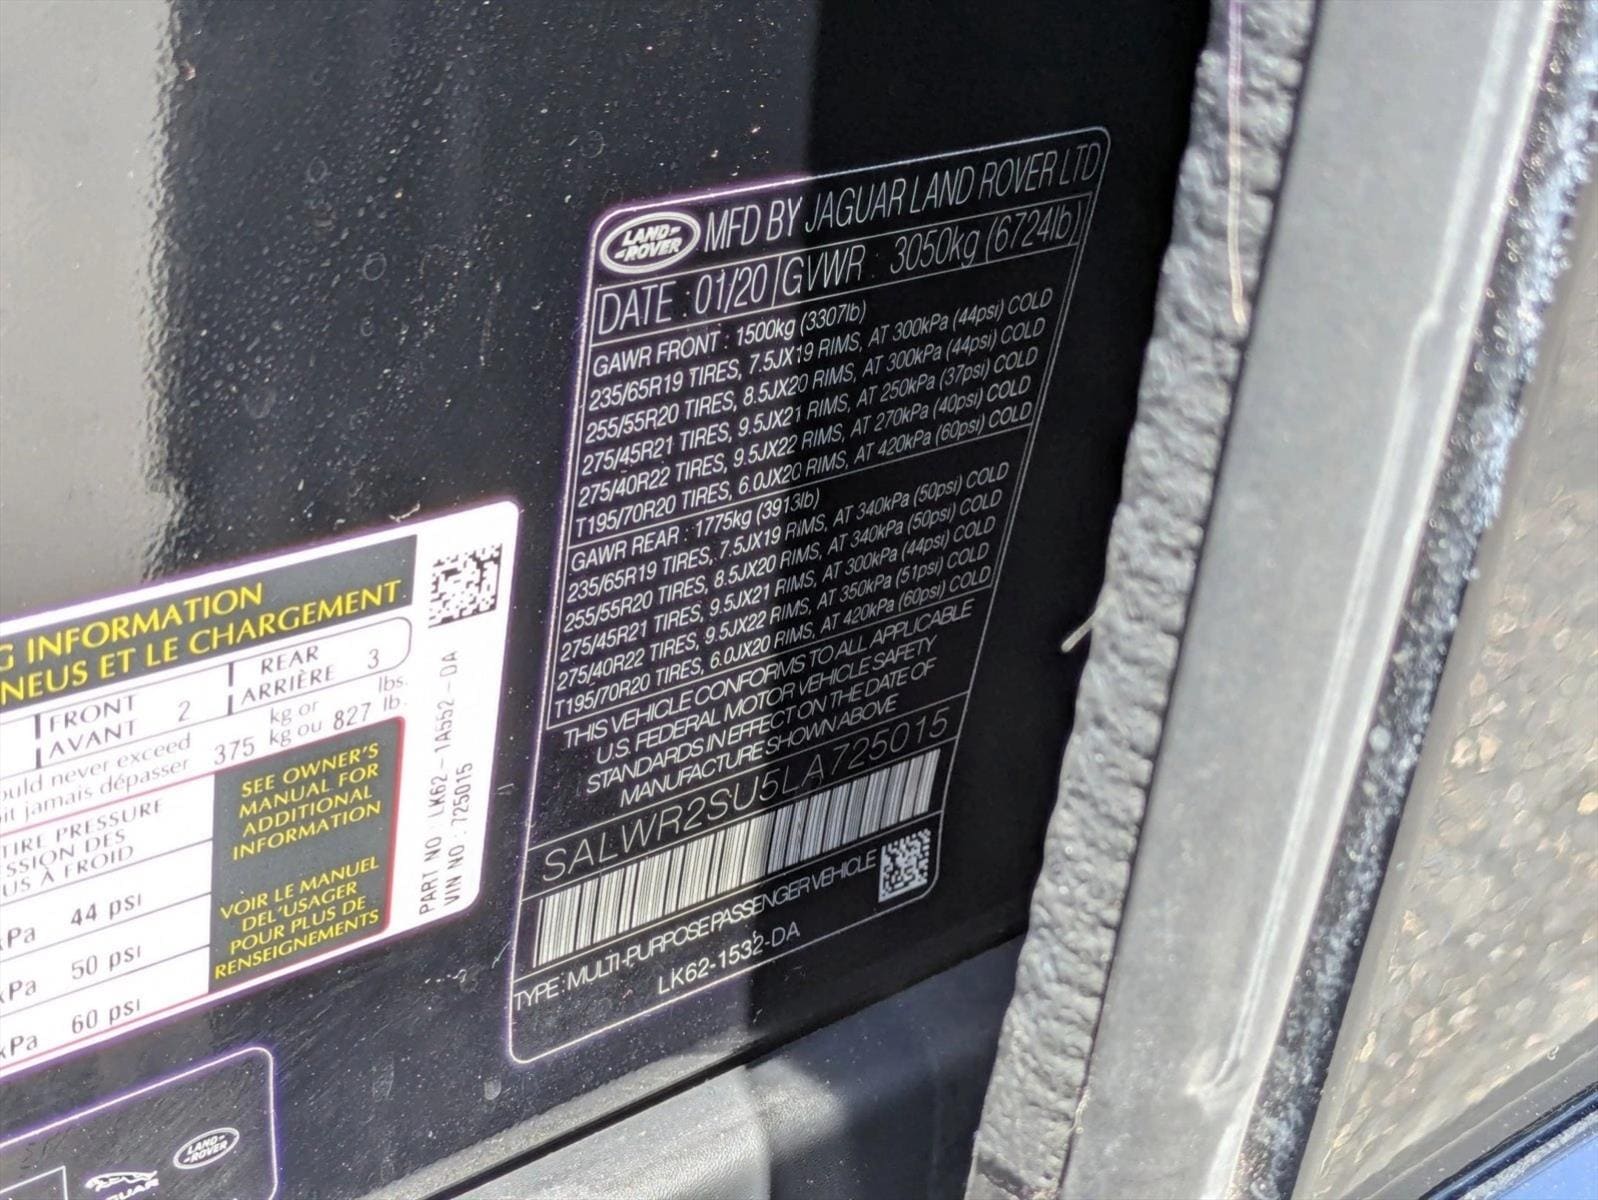 LAND-
-ROVER
MFD BY JAGUAR LAND ROVER LTD
DATE : 01/20 GVWR : 3050kg (6724lb)
GAWR FRONT : 1500kg (3307lb)
235/65R19 TIRES, 7.5JX19 RIMS, AT 300kPa (44psi) COLD
255/55R20 TIRES, 8.5JX20 RIMS, AT 300kPa (44psi) COLD
275/45R21 TIRES, 9.5JX21 RIMS, AT 250kPa (37psi) COLD
275/40R22 TIRES, 9.5JX22 RIMS, AT 270kPa (40psi) COLD
T195/70R20 TIRES, 6.0JX20 RIMS, AT 420kPa (60psi) COLD
GAWR REAR : 1775kg (3913lb)
235/65R19 TIRES, 7.5JX19 RIMS, AT 340kPa (50psi) COLD
255/55R20 TIRES, 8.5JX20 RIMS, AT 340kPa (50psi) COLD
275/45R21 TIRES, 9.5JX21 RIMS, AT 300kPa (44psi) COLD
275/40R22 TIRES, 9.5JX22 RIMS, AT 350kPa (51psi) COLD
T195/70R20 TIRES, 6.0JX20 RIMS, AT 420kPa (60psi) COLD
THIS VEHICLE CONFORMS TO ALL APPLICABLE
U.S. FEDERAL MOTOR VEHICLE SAFETY
STANDARDS IN EFFECT ON THE DATE OF
MANUFACTURE SHOWN ABOVE
SALWR2SU5LA725015
TYPE: MULTI-PURPOSE PASSENGER VEHICLE
LK62-1532-DA
G INFORMATION
NEUS ET LE CHARGEMENT
FRONT
AVANT 2
REAR
ARRIÈRE 3
ould never exceed
it jamais dépasser 375 kg or
kg ou 827 lbs.
lb.
TIRE PRESSURE
SSION DES
US À FROID
kPa 44 psi
kPa 50 psi
kPa 60 psi
SEE OWNER'S
MANUAL FOR
ADDITIONAL
INFORMATION
VOIR LE MANUEL
DEL'USAGER
POUR PLUS DE
RENSEIGNEMENTS
PART NO : LK62-1A552-DA
VIN NO : 725015
GUAR
LAND-
-ROVER